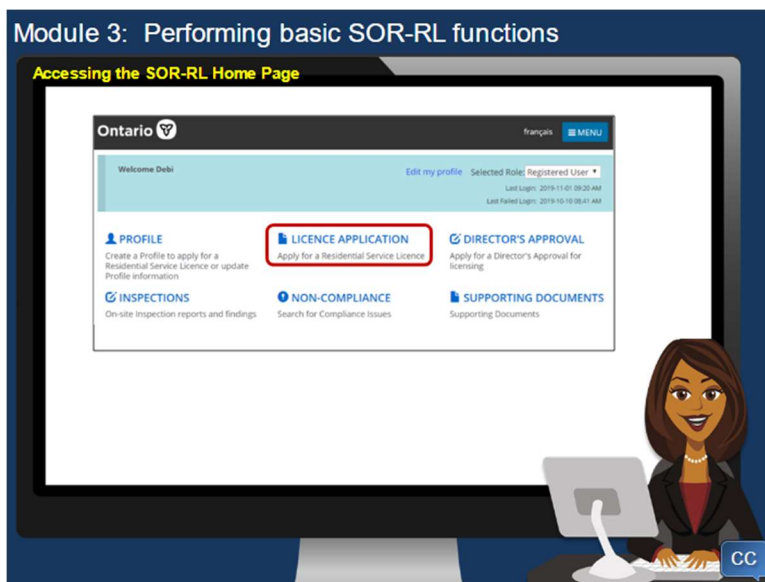 Module 3: Performing basic SOR-RL functions
Accessing the SOR-RL Home Page
Ontario
français
MENU
Welcome Debi
Edit my profile
Selected Role: Registered User
Last Login: 2019-11-01 09:20 AM
Last Failed Login: 2019-10-10 08:41 AM
PROFILE
Create a Profile to apply for a
Residential Service Licence or update
Profile information
LICENCE APPLICATION
Apply for a Residential Service Licence
DIRECTOR'S APPROVAL
Apply for a Director's Approval for
licensing
INSPECTIONS
On-site Inspection reports and findings
NON-COMPLIANCE
Search for Compliance Issues
SUPPORTING DOCUMENTS
Supporting Documents
CC